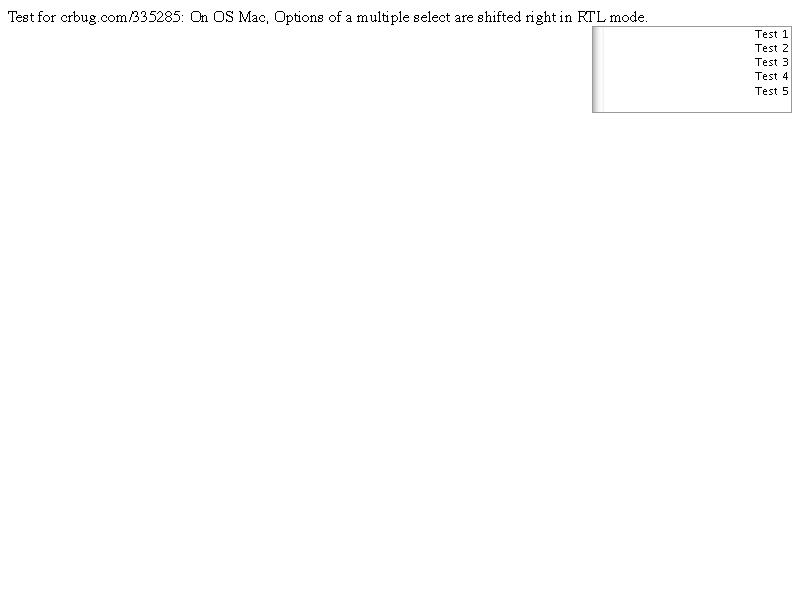 Test for crbug.com/335285: On OS Mac, Options of a multiple select are shifted right in RTL mode.
Test 1
Test 2
Test 3
Test 4
Test 5